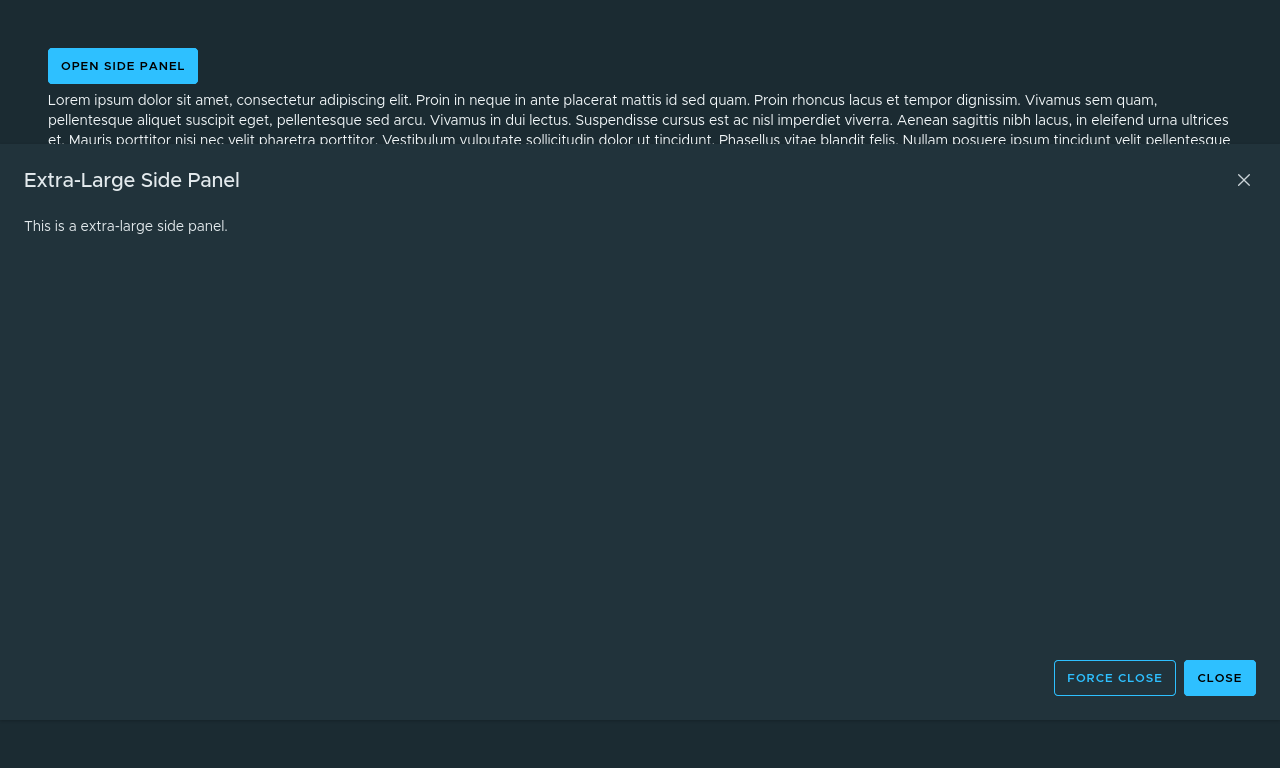 OPEN SIDE PANEL
Lorem ipsum dolor sit amet, consectetur adipiscing elit. Proin in neque in ante placerat mattis id sed quam. Proin rhoncus lacus et tempor dignissim. Vivamus sem quam,
pellentesque aliquet suscipit eget, pellentesque sed arcu. Vivamus in dui lectus. Suspendisse cursus est ac nisl imperdiet viverra. Aenean sagittis nibh lacus, in eleifend urna ultrices
et. Mauris porttitor nisi nec velit pharetra porttitor. Vestibulum vulputate sollicitudin dolor ut tincidunt. Phasellus vitae blandit felis. Nullam posuere ipsum tincidunt velit pellentesque
Extra-Large Side Panel
This is a extra-large side panel.
FORCE CLOSE
CLOSE